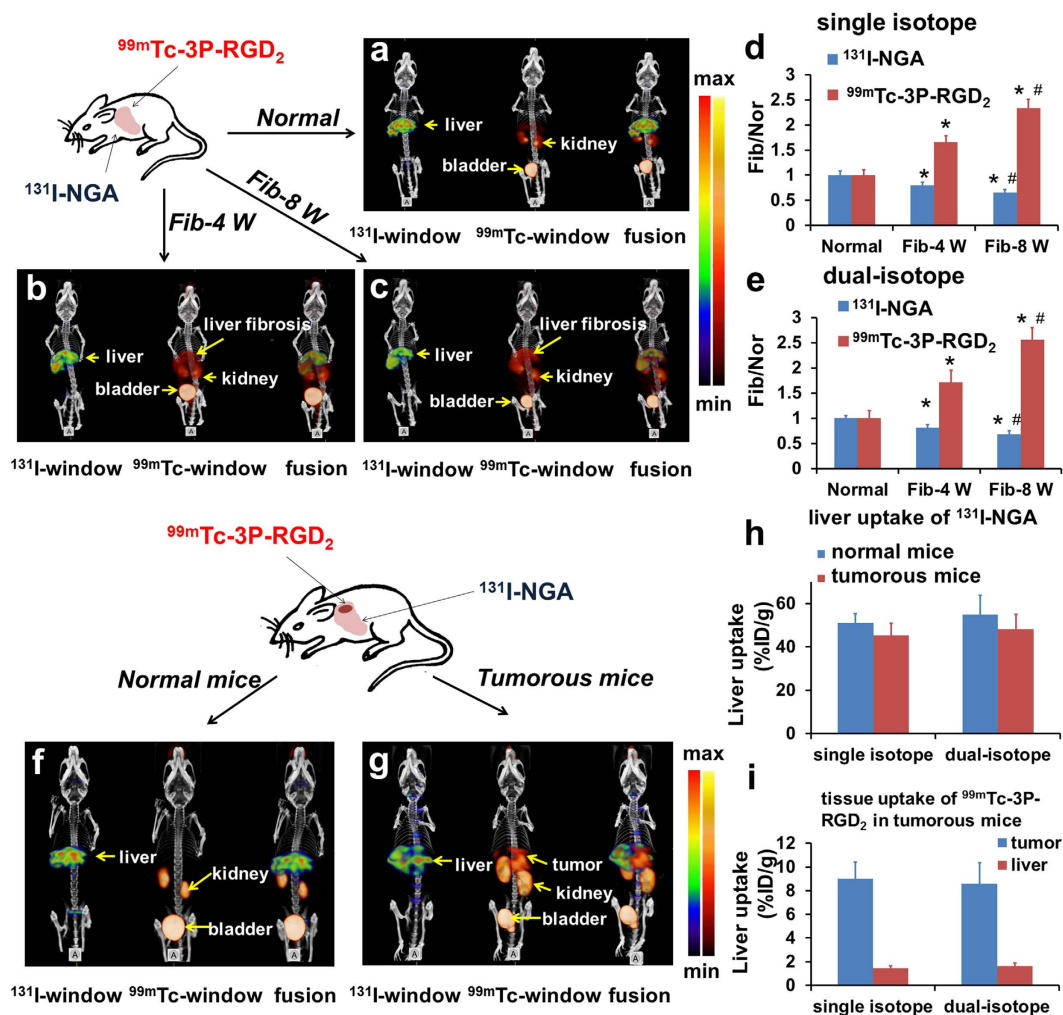 99mTc-3P-RGD2
131I-NGA
Normal
Fib-8 W
Fib-4 W
a
liver
kidney
bladder
A
131I-window 99mTc-window fusion
max
min
b
liver fibrosis
liver
kidney
bladder
A
131I-window 99mTc-window fusion
c
liver fibrosis
liver
kidney
bladder
A
131I-window 99mTc-window fusion
d
single isotope
131I-NGA
99mTc-3P-RGD2
Fib/Nor
3
2.5
2
1.5
1
0.5
0
* * * # * #
Normal Fib-4 W Fib-8 W
e
dual-isotope
131I-NGA
99mTc-3P-RGD2
Fib/Nor
3
2.5
2
1.5
1
0.5
0
* * * # * #
Normal Fib-4 W Fib-8 W
99mTc-3P-RGD2
131I-NGA
Normal mice
Tumorous mice
f
liver
kidney
bladder
A
131I-window 99mTc-window fusion
g
liver
tumor
kidney
bladder
A
131I-window 99mTc-window fusion
max
min
h
liver uptake of 131I-NGA
normal mice
tumorous mice
Liver uptake
(%ID/g)
60
40
20
0
single isotope dual-isotope
i
tissue uptake of 99mTc-3P-
RGD2 in tumorous mice
tumor
liver
Liver uptake
(%ID/g)
12
10
8
6
4
2
0
single isotope dual-isotope